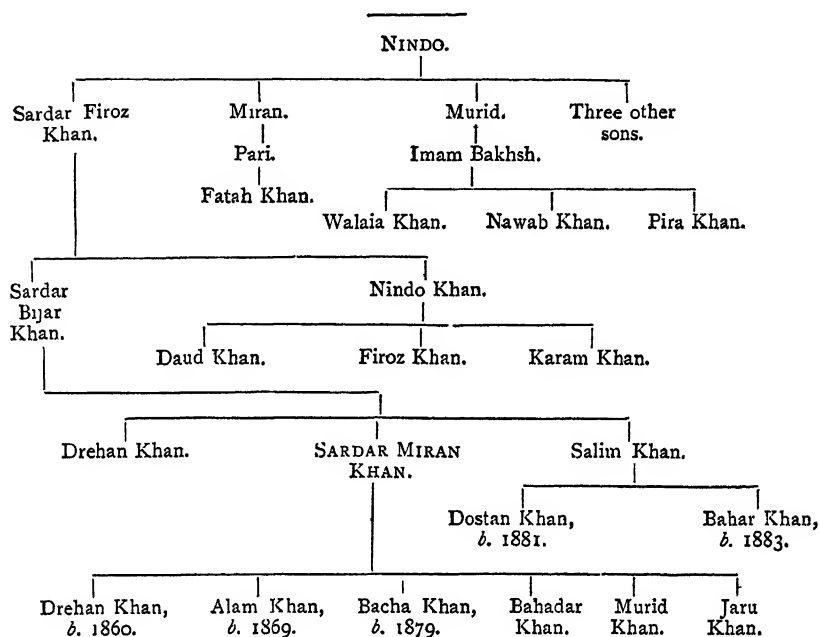 NINDO.
Sardar Firoz
Khan.
Miran.
Murid.
Three other
sons.
Pari.
Imam Bakhsh.
Fatah Khan.
Walaia Khan.
Nawab Khan.
Pira Khan.
Sardar
Bijar
Khan.
Nindo Khan.
Daud Khan.
Firoz Khan.
Karam Khan.
Drehan Khan.
SARDAR MIRAN
KHAN.
Salim Khan.
Dostan Khan,
b. 1881.
Bahar Khan,
b. 1883.
Drehan Khan,
b. 1860.
Alam Khan,
b. 1869.
Bacha Khan,
b. 1879.
Bahadar
Khan.
Murid
Khan.
Jaru
Khan.